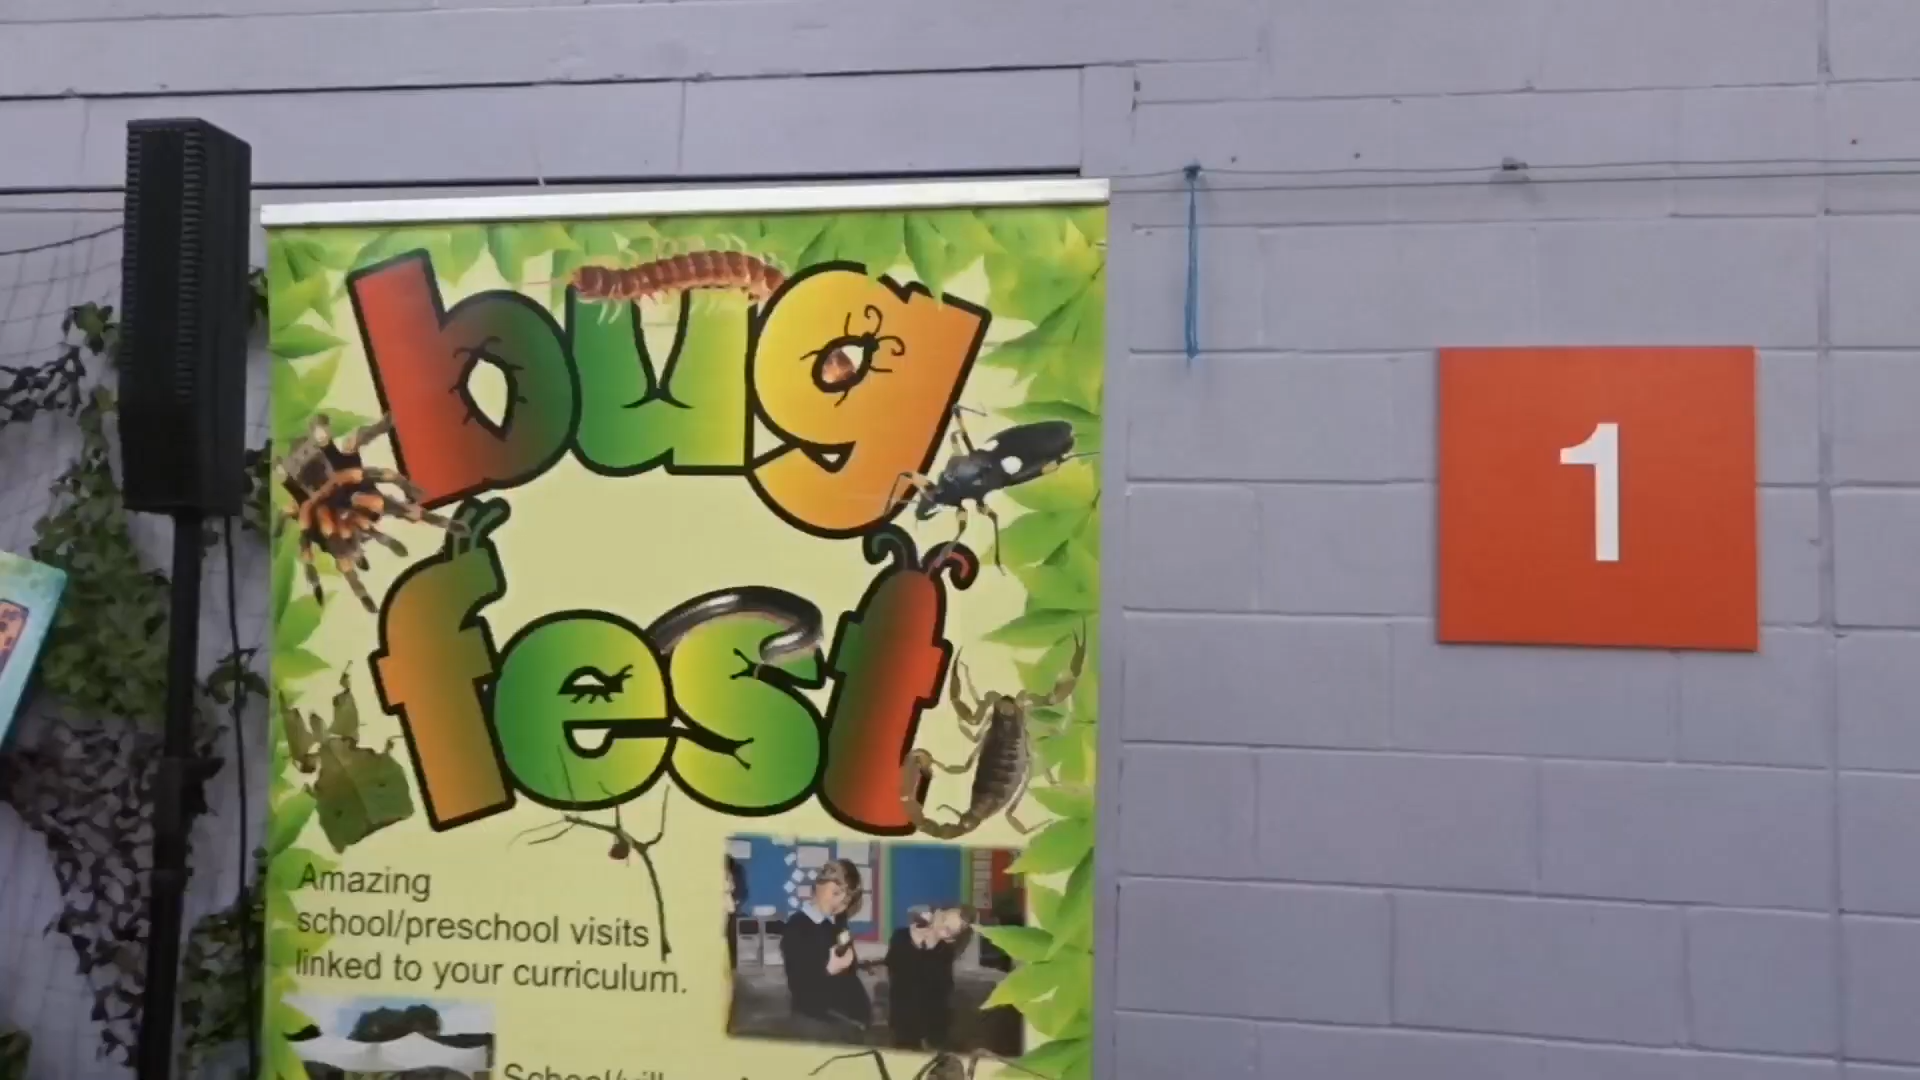 bug
fest
1
Amazing
school/preschool visits
linked to your curriculum.